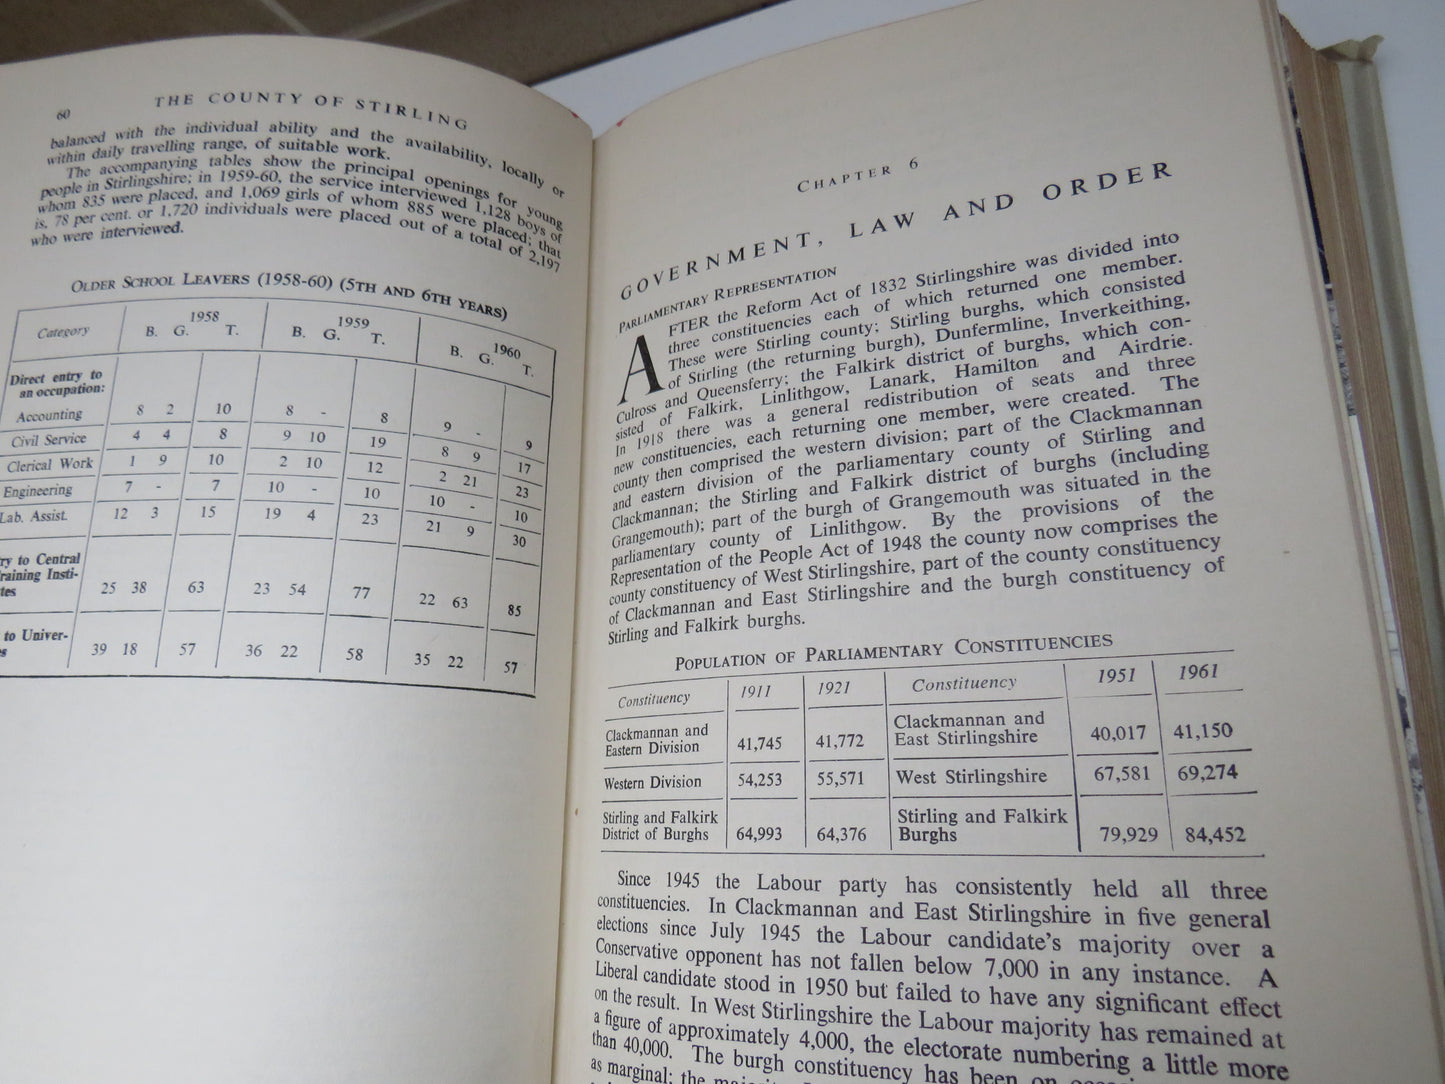 60
THE COUNTY OF STIRLING
balanced with the individual ability and the availability, locally or
within daily travelling range, of suitable work.
The accompanying tables show the principal openings for young
people in Stirlingshire; in 1959-60, the service interviewed 1,128 boys of
whom 835 were placed, and 1,069 girls of whom 885 were placed; that
is, 78 per cent. or 1,720 individuals were placed out of a total of 2,197
who were interviewed.
OLDER SCHOOL LEAVERS (1958-60) (5TH AND 6TH YEARS)
Category 1958 1959 1960
B. G. T. B. G. T. B. G. T.
Direct entry to
an occupation:
Accounting 8 2 10 8 - 8 9 - 9
Civil Service 4 4 8 9 10 19 8 9 17
Clerical Work 1 9 10 2 10 12 2 21 23
Engineering 7 - 7 10 - 10 10 - 10
Lab. Assist. 12 3 15 19 4 23 21 9 30
ry to Central
raining Insti-
tes 25 38 63 23 54 77 22 63 85
to Univer-
s 39 18 57 36 22 58 35 22 57
CHAPTER 6
GOVERNMENT, LAW AND ORDER
PARLIAMENTARY REPRESENTATION
AFTER the Reform Act of 1832 Stirlingshire was divided into
three constituencies each of which returned one member.
These were Stirling county; Stirling burghs, which consisted
of Stirling (the returning burgh), Dunfermline, Inverkeithing,
Culross and Queensferry; the Falkirk district of burghs, which con-
sisted of Falkirk, Linlithgow, Lanark, Hamilton and Airdrie.
In 1918 there was a general redistribution of seats and three
new constituencies, each returning one member, were created. The
county then comprised the western division; part of the Clackmannan
and eastern division of the parliamentary county of Stirling and
Clackmannan; the Stirling and Falkirk district of burghs (including
Grangemouth); part of the burgh of Grangemouth was situated in the
parliamentary county of Linlithgow. By the provisions of the
Representation of the People Act of 1948 the county now comprises the
county constituency of West Stirlingshire, part of the county constituency
of Clackmannan and East Stirlingshire and the burgh constituency of
Stirling and Falkirk burghs.
POPULATION OF PARLIAMENTARY CONSTITUENCIES
Constituency 1911 1921 Constituency 1951 1961
Clackmannan and Clackmannan and
Eastern Division 41,745 41,772 East Stirlingshire 40,017 41,150
Western Division 54,253 55,571 West Stirlingshire 67,581 69,274
Stirling and Falkirk Stirling and Falkirk
District of Burghs 64,993 64,376 Burghs 79,929 84,452
Since 1945 the Labour party has consistently held all three
constituencies. In Clackmannan and East Stirlingshire in five general
elections since July 1945 the Labour candidate's majority over a
Conservative opponent has not fallen below 7,000 in any instance. A
Liberal candidate stood in 1950 but failed to have any significant effect
on the result. In West Stirlingshire the Labour majority has remained at
a figure of approximately 4,000, the electorate numbering a little more
than 40,000. The burgh constituency has been on
as marginal; the